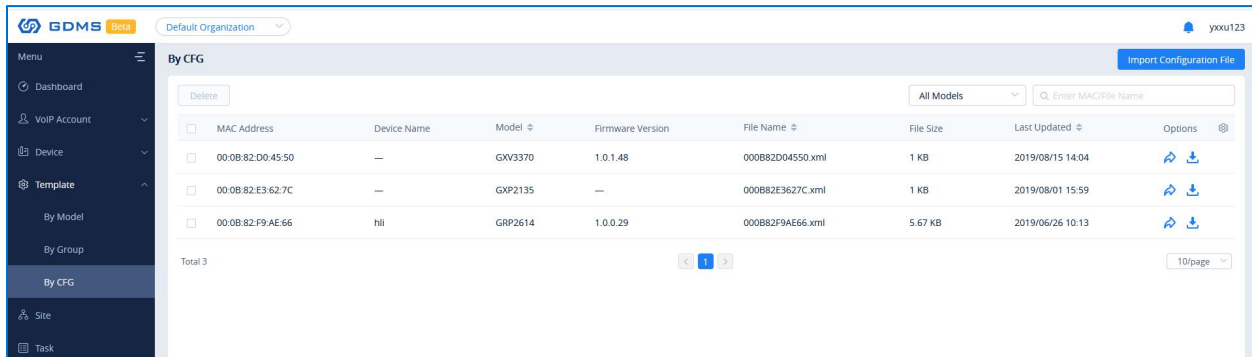 GDMS Beta Default Organization yxxu123
Menu
By CFG Import Configuration File
Dashboard
Delete All Models Enter MAC/File Name
VoIP Account
MAC Address Device Name Model Firmware Version File Name File Size Last Updated Options
Device
00:0B:82:D0:45:50 — GXV3370 1.0.1.48 000B82D04550.xml 1 KB 2019/08/15 14:04
Template
00:0B:82:E3:62:7C — GXP2135 — 000B82E3627C.xml 1 KB 2019/08/01 15:59
By Model
00:0B:82:F9:AE:66 hli GRP2614 1.0.0.29 000B82F9AE66.xml 5.67 KB 2019/06/26 10:13
By Group
Total 3 < 1 > 10/page
By CFG
Site
Task